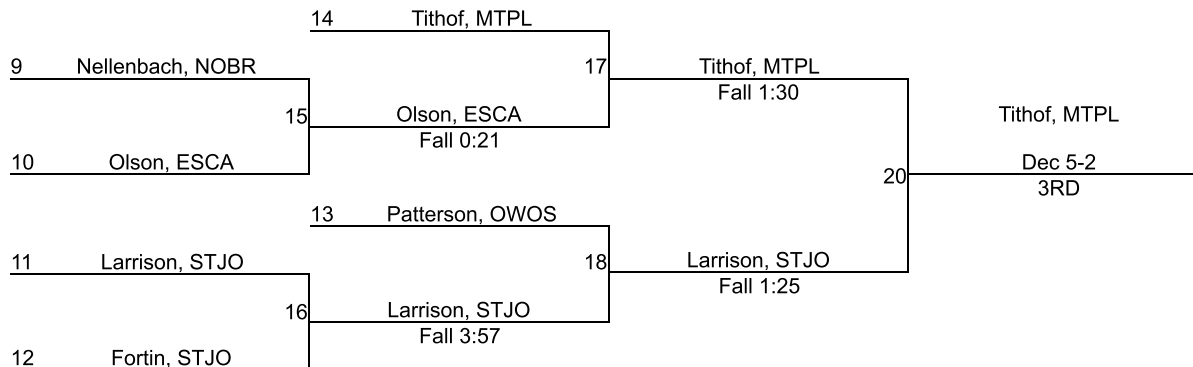 14 Tithof, MTPL
9 Nellenbach, NOBR
17 Tithof, MTPL
Fall 1:30
15 Olson, ESCA
Fall 0:21
Tithof, MTPL
10 Olson, ESCA
Dec 5-2
20
3RD
13 Patterson, OWOS
11 Larrison, STJO
18 Larrison, STJO
Fall 1:25
16 Larrison, STJO
Fall 3:57
12 Fortin, STJO